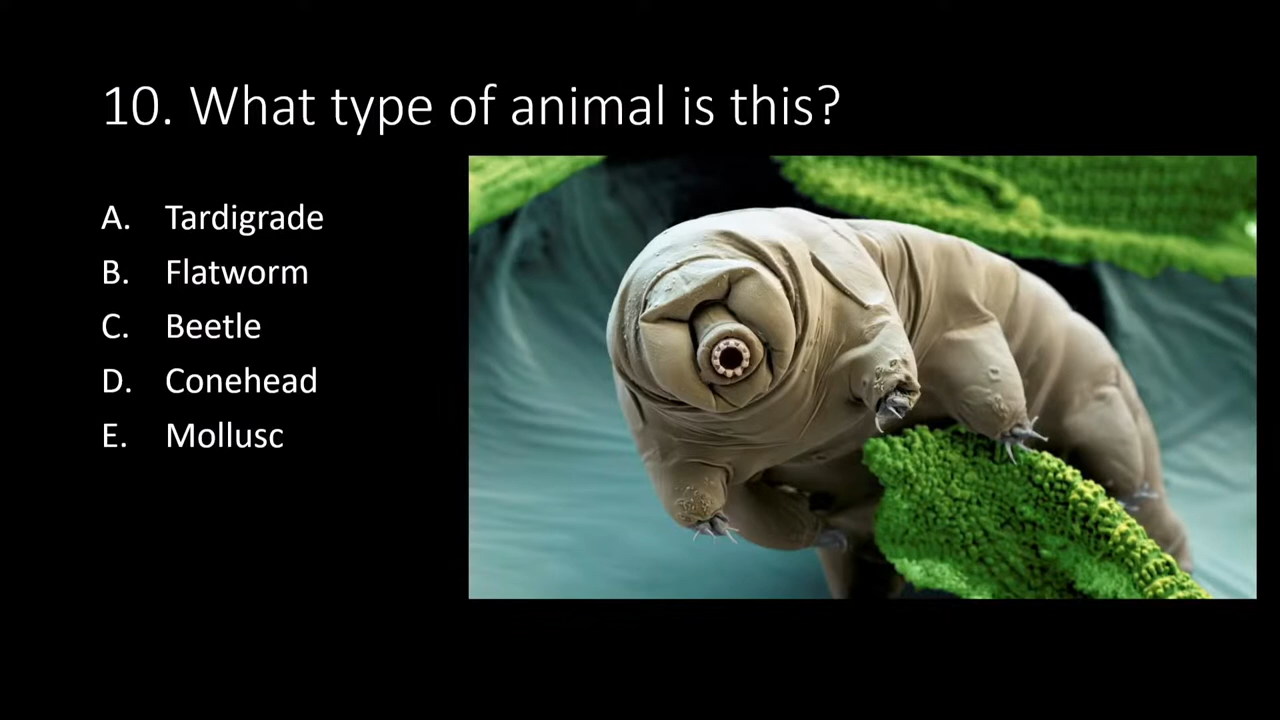 10. What type of animal is this?
A. Tardigrade
B. Flatworm
C. Beetle
D. Conehead
E. Mollusc